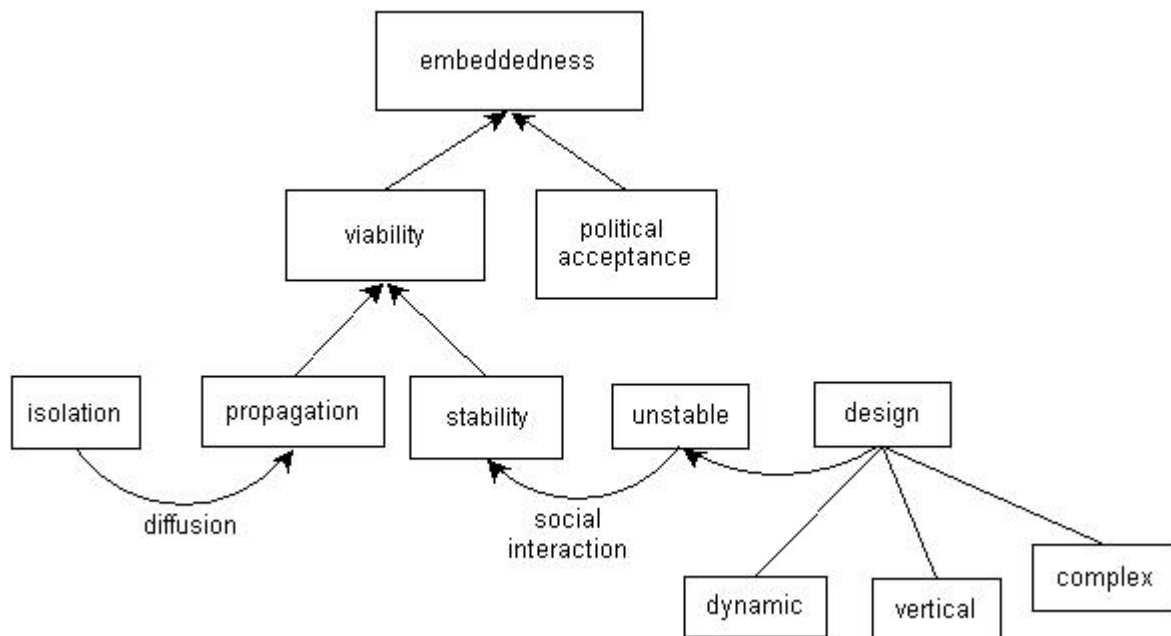 embeddedness
viability
political
acceptance
isolation
propagation
stability
unstable
design
diffusion
social
interaction
dynamic
vertical
complex